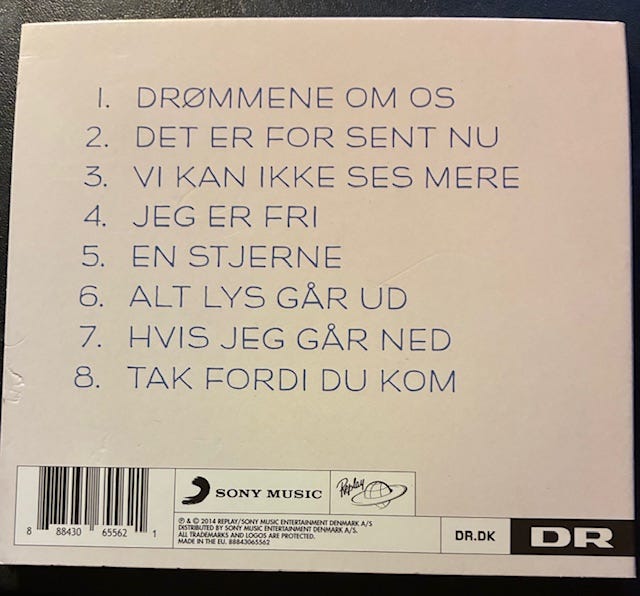 1. DRØMMENE OM OS
2. DET ER FOR SENT NU
3. VI KAN IKKE SES MERE
4. JEG ER FRI
5. EN STJERNE
6. ALT LYS GÅR UD
7. HVIS JEG GÅR NED
8. TAK FORDI DU KOM
8 88430 65562 1
SONY MUSIC
Replay
℗ & © 2014 REPLAY/SONY MUSIC ENTERTAINMENT DENMARK A/S
DISTRIBUTED BY SONY MUSIC ENTERTAINMENT DENMARK A/S.
ALL TRADEMARKS AND LOGOS ARE PROTECTED.
MADE IN THE EU. 88843065562
DR.DK
DR